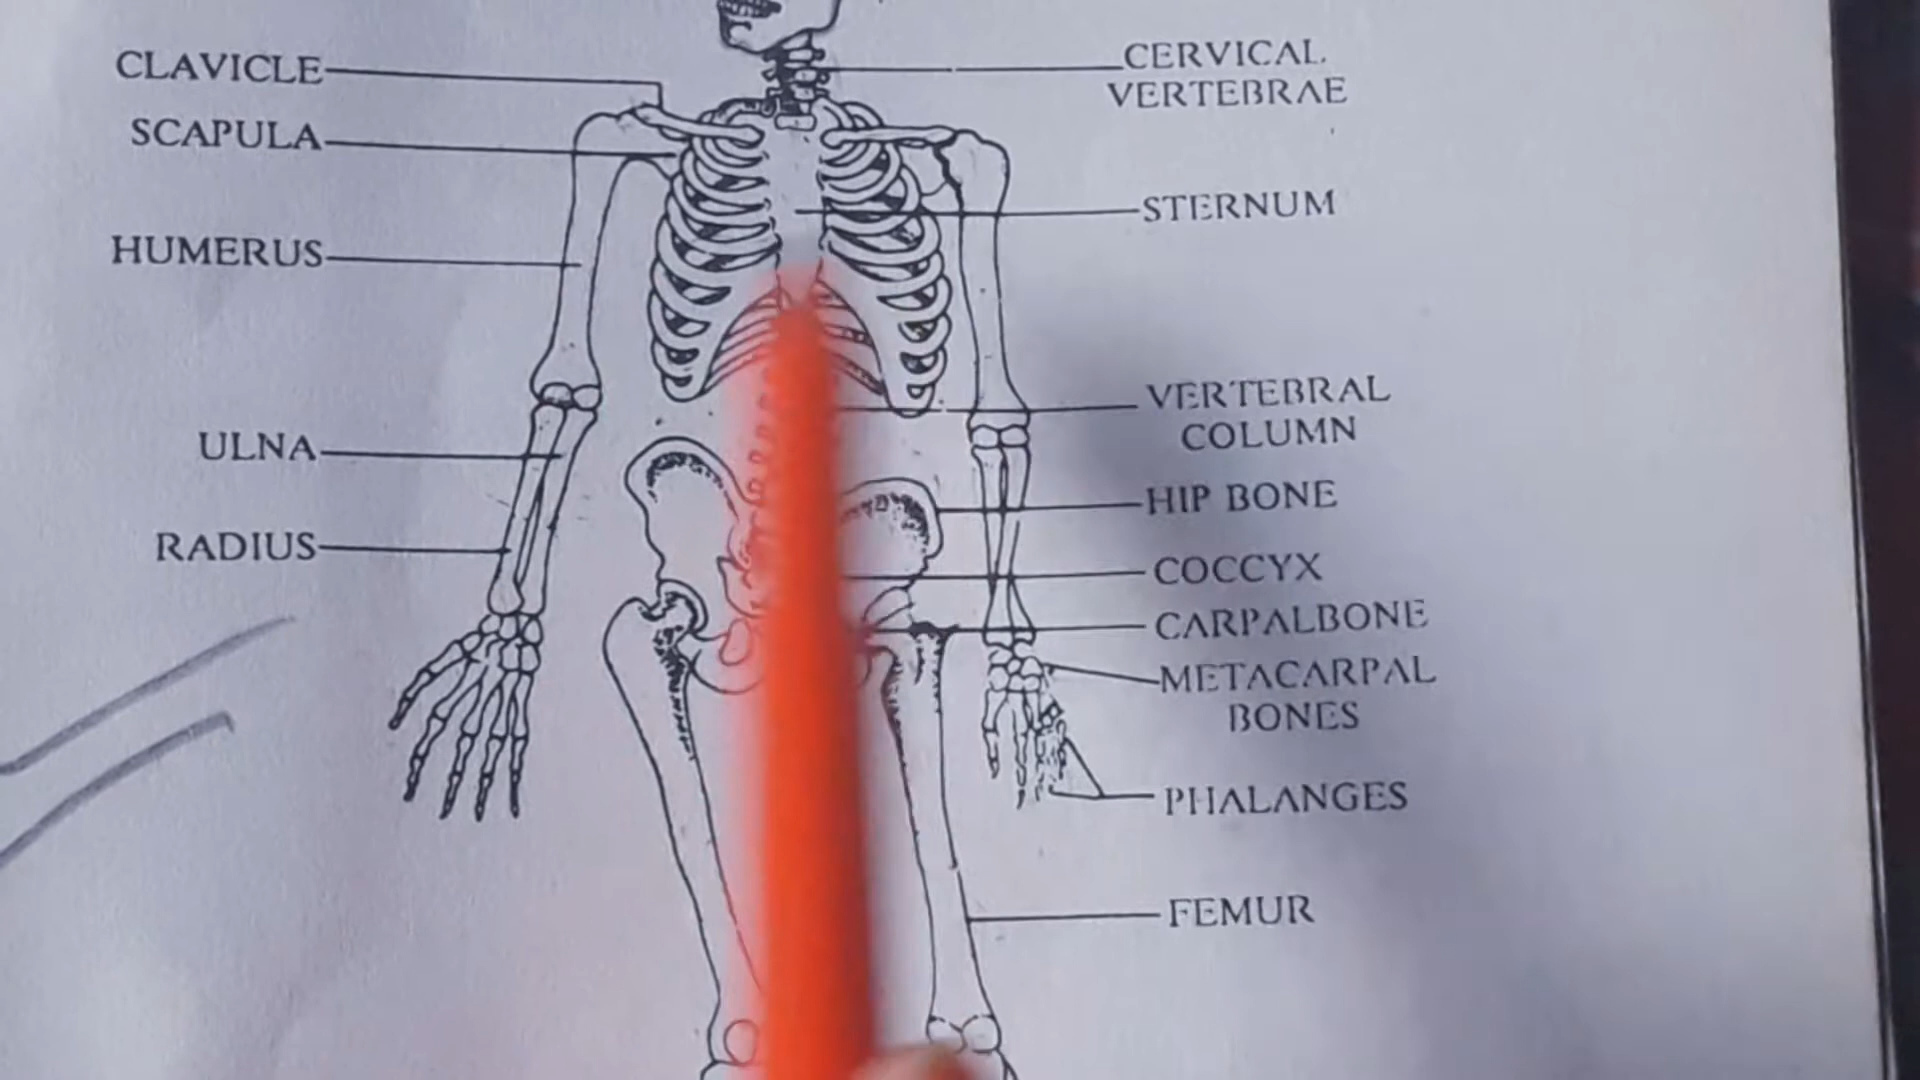 CLAVICLE
SCAPULA
HUMERUS
ULNA
RADIUS
CERVICAL
VERTEBRAE
STERNUM
VERTEBRAL
COLUMN
HIP BONE
COCCYX
CARPALBONE
METACARPAL
BONES
PHALANGES
FEMUR